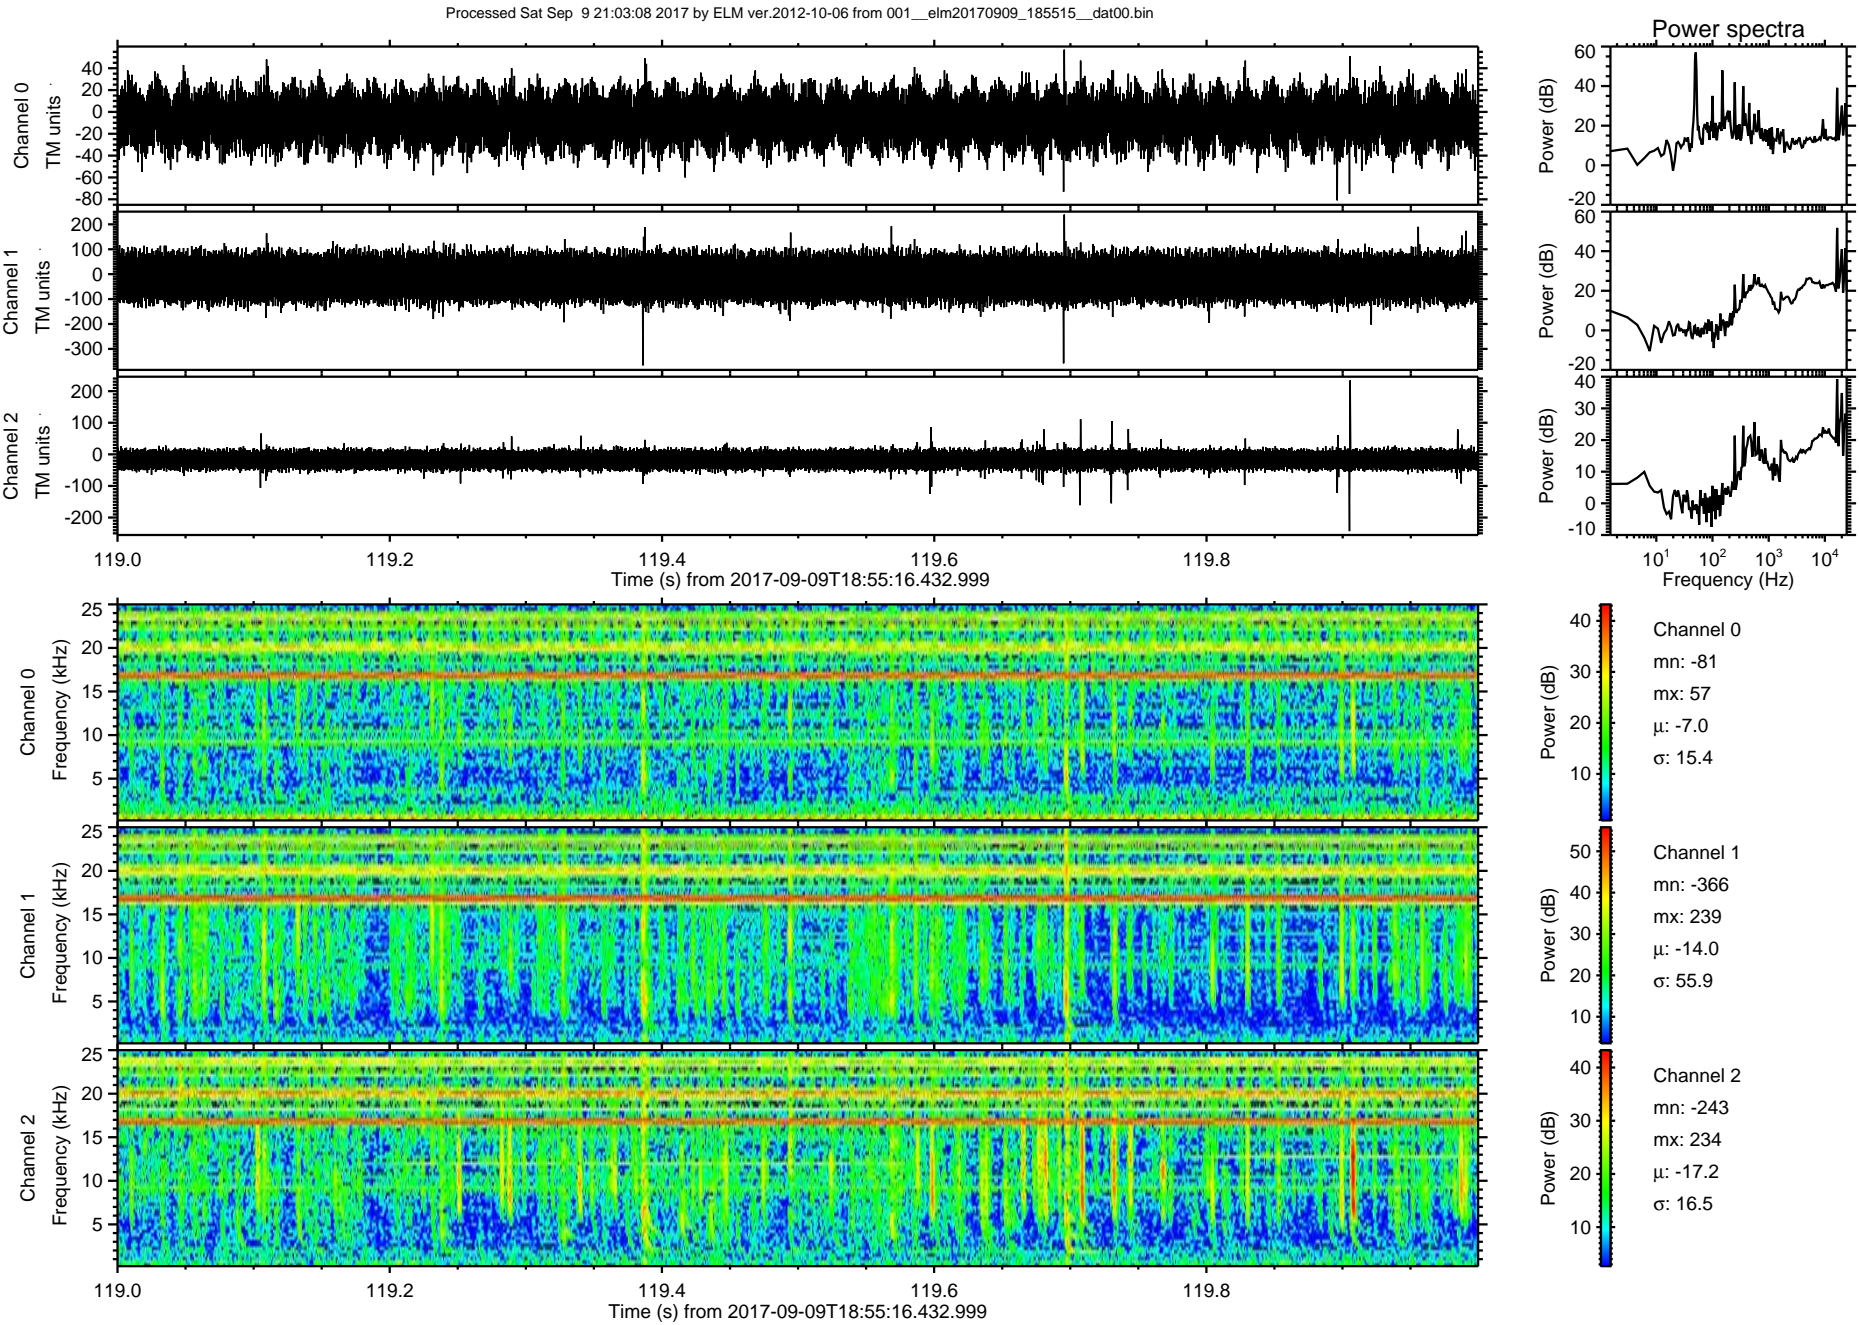 Processed Sat Sep 9 21:03:08 2017 by ELM ver.2012-10-06 from 001__elm20170909_185515__dat00.bin
Power spectra
Channel 0
TM units
40
20
0
-20
-40
-60
-80
Power (dB)
60
40
20
0
-20
Channel 1
TM units
200
100
0
-100
-200
-300
Power (dB)
60
40
20
0
-20
Channel 2
TM units
200
100
0
-100
-200
Power (dB)
40
30
20
10
0
-10
119.0 119.2 119.4 119.6 119.8
Time (s) from 2017-09-09T18:55:16.432.999
10^1 10^2 10^3 10^4
Frequency (Hz)
Channel 0
Frequency (kHz)
25
20
15
10
5
Power (dB)
40
30
20
10
Channel 0
mn: -81
mx: 57
μ: -7.0
σ: 15.4
Channel 1
Frequency (kHz)
25
20
15
10
5
Power (dB)
50
40
30
20
10
Channel 1
mn: -366
mx: 239
μ: -14.0
σ: 55.9
Channel 2
Frequency (kHz)
25
20
15
10
5
Power (dB)
40
30
20
10
Channel 2
mn: -243
mx: 234
μ: -17.2
σ: 16.5
119.0 119.2 119.4 119.6 119.8
Time (s) from 2017-09-09T18:55:16.432.999